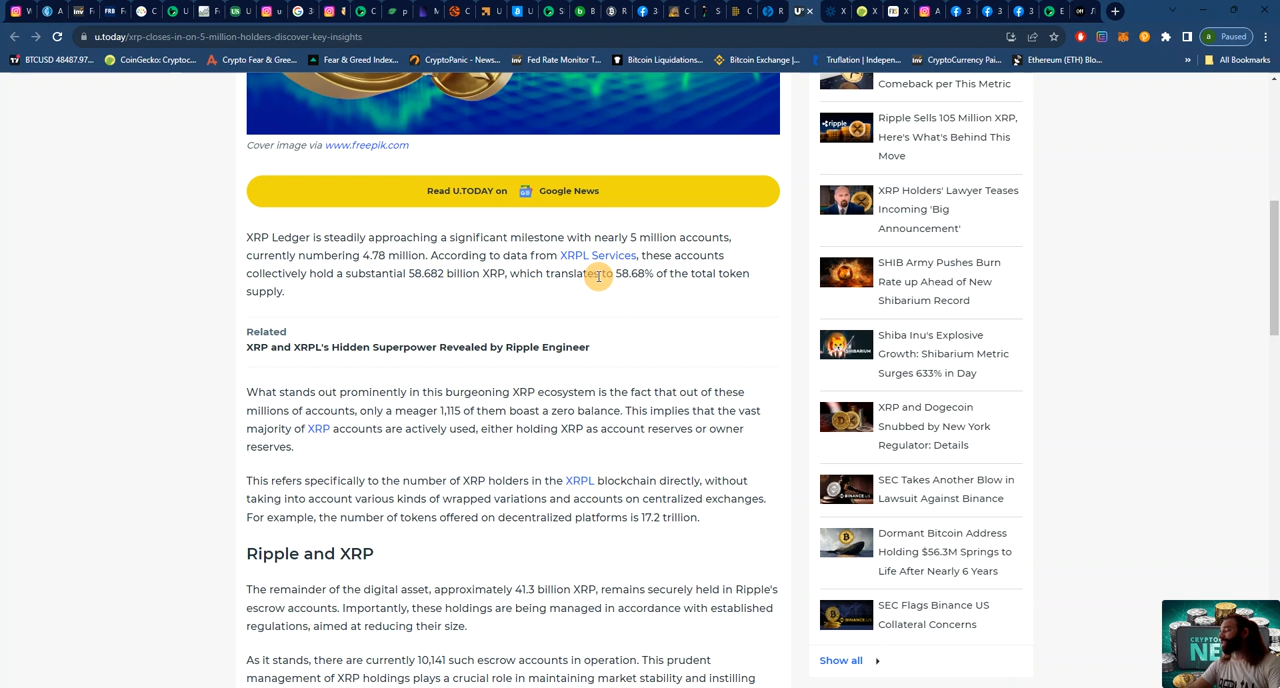 u.today/xrp-closes-in-on-5-million-holders-discover-key-insights
a Paused
BTCUSD 48487.97...
CoinGecko: Cryptoc...
Crypto Fear & Gree...
Fear & Greed Index...
CryptoPanic - News...
Fed Rate Monitor T...
Bitcoin Liquidations...
Bitcoin Exchange |...
Truflation | Indepen...
CryptoCurrency Pai...
Ethereum (ETH) Blo...
»
All Bookmarks
Cover image via www.freepik.com
Read U.TODAY on Google News
XRP Ledger is steadily approaching a significant milestone with nearly 5 million accounts,
currently numbering 4.78 million. According to data from XRPL Services, these accounts
collectively hold a substantial 58.682 billion XRP, which translates to 58.68% of the total token
supply.
Related
XRP and XRPL's Hidden Superpower Revealed by Ripple Engineer
What stands out prominently in this burgeoning XRP ecosystem is the fact that out of these
millions of accounts, only a meager 1,115 of them boast a zero balance. This implies that the vast
majority of XRP accounts are actively used, either holding XRP as account reserves or owner
reserves.
This refers specifically to the number of XRP holders in the XRPL blockchain directly, without
taking into account various kinds of wrapped variations and accounts on centralized exchanges.
For example, the number of tokens offered on decentralized platforms is 17.2 trillion.
Ripple and XRP
The remainder of the digital asset, approximately 41.3 billion XRP, remains securely held in Ripple's
escrow accounts. Importantly, these holdings are being managed in accordance with established
regulations, aimed at reducing their size.
As it stands, there are currently 10,141 such escrow accounts in operation. This prudent
management of XRP holdings plays a crucial role in maintaining market stability and instilling
Comeback per This Metric
Ripple Sells 105 Million XRP,
Here's What's Behind This
Move
XRP Holders' Lawyer Teases
Incoming 'Big
Announcement'
SHIB Army Pushes Burn
Rate up Ahead of New
Shibarium Record
Shiba Inu's Explosive
Growth: Shibarium Metric
Surges 633% in Day
XRP and Dogecoin
Snubbed by New York
Regulator: Details
SEC Takes Another Blow in
Lawsuit Against Binance
Dormant Bitcoin Address
Holding $56.3M Springs to
Life After Nearly 6 Years
SEC Flags Binance US
Collateral Concerns
Show all